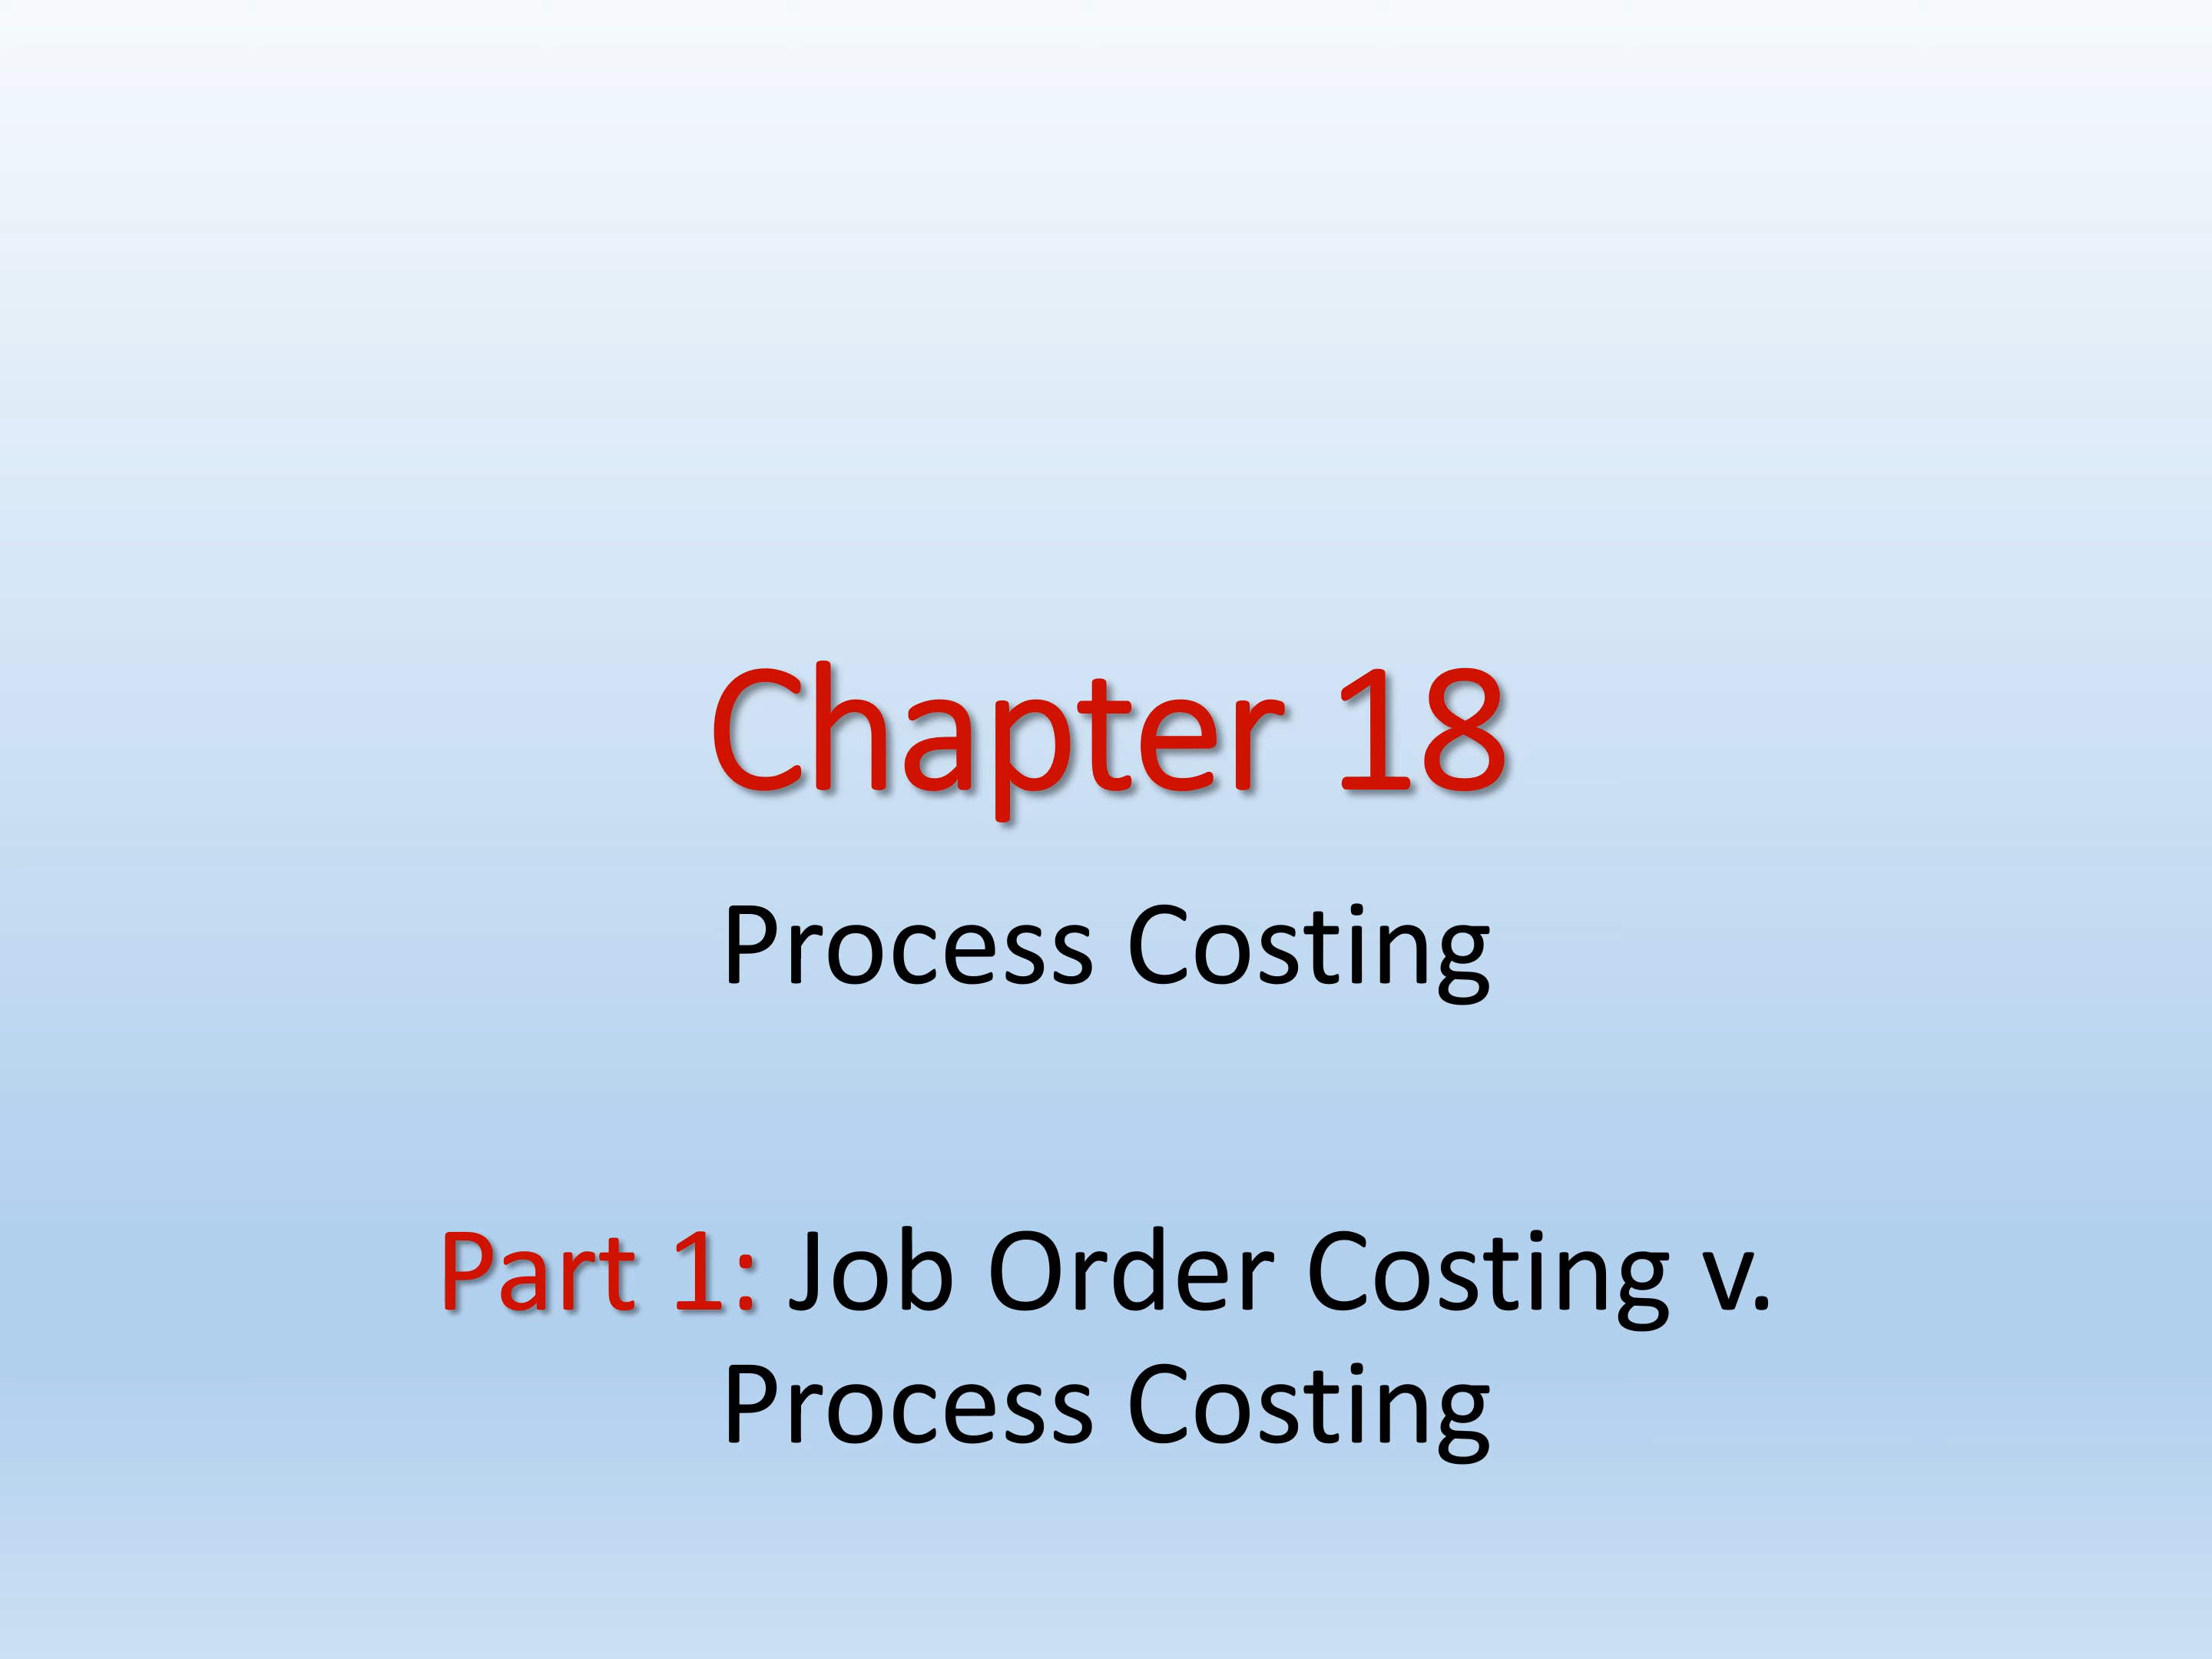 Chapter 18
Process Costing
Part 1: Job Order Costing v.
Process Costing